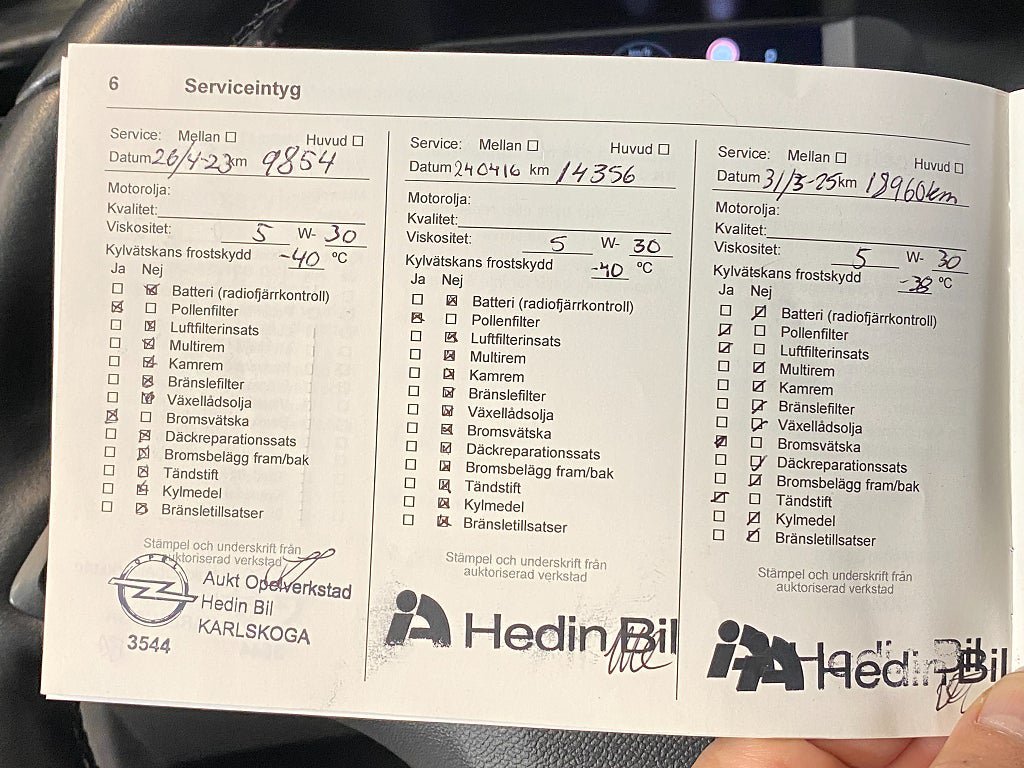 6 Serviceintyg
Service: Mellan ☐ Huvud ☐
Datum 26/4-23 km 9854
Motorolja:
Kvalitet:
Viskositet: 5 W- 30
Kylvätskans frostskydd -40 °C
Ja Nej
☐ ☒ Batteri (radiofjärrkontroll)
☒ ☐ Pollenfilter
☐ ☒ Luftfilterinsats
☐ ☒ Multirem
☐ ☒ Kamrem
☐ ☒ Bränslefilter
☐ ☒ Växellådsolja
☒ ☐ Bromsvätska
☐ ☒ Däckreparationssats
☐ ☒ Bromsbelägg fram/bak
☐ ☒ Tändstift
☐ ☒ Kylmedel
☐ ☒ Bränsletillsatser
Stämpel och underskrift från
auktoriserad verkstad
OPEL
Aukt Opelverkstad
Hedin Bil
KARLSKOGA
3544
Service: Mellan ☐ Huvud ☐
Datum 240416 km 14356
Motorolja:
Kvalitet:
Viskositet: 5 W- 30
Kylvätskans frostskydd -40 °C
Ja Nej
☐ ☒ Batteri (radiofjärrkontroll)
☒ ☐ Pollenfilter
☐ ☒ Luftfilterinsats
☐ ☒ Multirem
☐ ☒ Kamrem
☐ ☒ Bränslefilter
☐ ☒ Växellådsolja
☐ ☒ Bromsvätska
☐ ☒ Däckreparationssats
☐ ☒ Bromsbelägg fram/bak
☐ ☒ Tändstift
☐ ☒ Kylmedel
☐ ☒ Bränsletillsatser
Stämpel och underskrift från
auktoriserad verkstad
Hedin Bil
Service: Mellan ☐ Huvud ☐
Datum 31/3-25 km 18960km
Motorolja:
Kvalitet:
Viskositet: 5 W- 30
Kylvätskans frostskydd -38 °C
Ja Nej
☐ ☒ Batteri (radiofjärrkontroll)
☒ ☐ Pollenfilter
☒ ☐ Luftfilterinsats
☐ ☒ Multirem
☐ ☒ Kamrem
☐ ☒ Bränslefilter
☐ ☒ Växellådsolja
☒ ☐ Bromsvätska
☐ ☒ Däckreparationssats
☐ ☒ Bromsbelägg fram/bak
☒ ☐ Tändstift
☐ ☒ Kylmedel
☐ ☒ Bränsletillsatser
Stämpel och underskrift från
auktoriserad verkstad
Hedin Bil